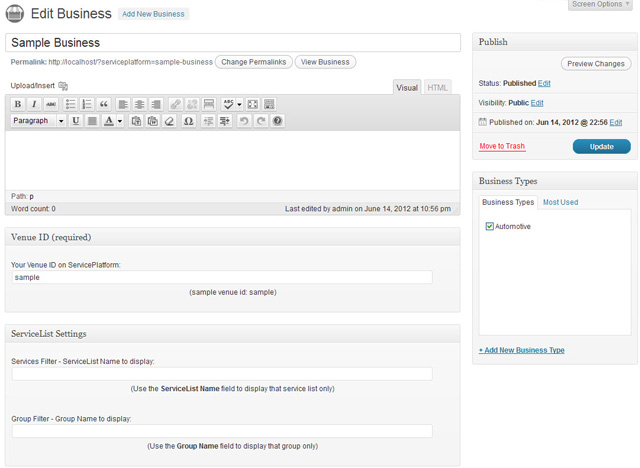 Screen Options
Edit Business Add New Business
Sample Business
Permalink: http://localhost/?serviceplatform=sample-business Change Permalinks View Business
Upload/Insert
Visual HTML
B I ABC ABC
Paragraph U A Ω
Path: p
Word count: 0 Last edited by admin on June 14, 2012 at 10:56 pm
Venue ID (required)
Your Venue ID on ServicePlatform:
sample
(sample venue id: sample)
ServiceList Settings
Services Filter - ServiceList Name to display:
(Use the ServiceList Name field to display that service list only)
Group Filter - Group Name to display:
(Use the Group Name field to display that group only)
Publish
Preview Changes
Status: Published Edit
Visibility: Public Edit
Published on: Jun 14, 2012 @ 22:56 Edit
Move to Trash Update
Business Types
Business Types Most Used
Automotive
+ Add New Business Type